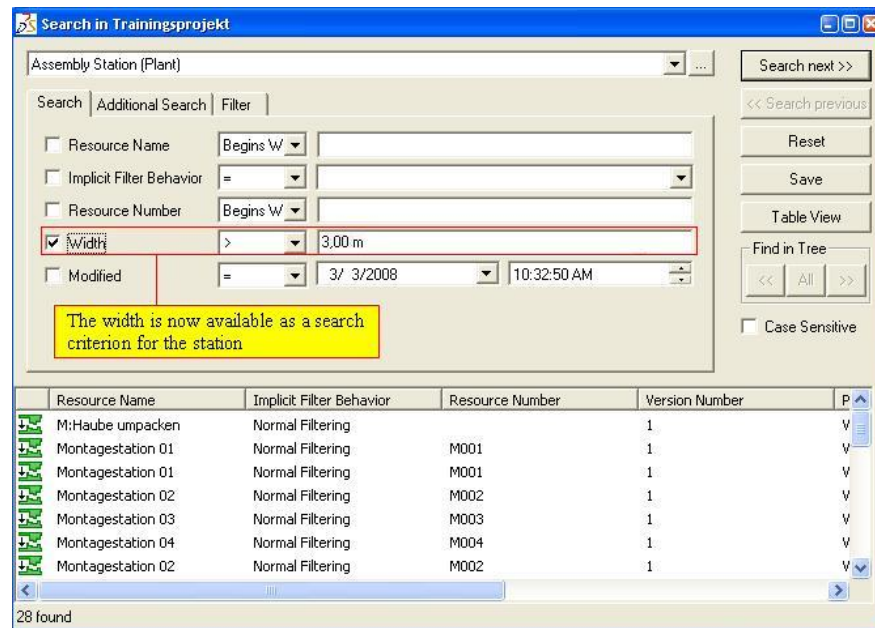 Search in Trainingsprojekt
Assembly Station (Plant)
...
Search next >>
Search
Additional Search
Filter
<< Search previous
Resource Name
Begins W
Reset
Implicit Filter Behavior
=
Save
Resource Number
Begins W
Table View
Width
>
3,00 m
Find in Tree
Modified
=
3/ 3/2008
10:32:50 AM
<<
All
>>
The width is now available as a search
criterion for the station
Case Sensitive
Resource Name Implicit Filter Behavior Resource Number Version Number P
M:Haube umpacken Normal Filtering 1 V
Montagestation 01 Normal Filtering M001 1 V
Montagestation 01 Normal Filtering M001 1 V
Montagestation 02 Normal Filtering M002 1 V
Montagestation 03 Normal Filtering M003 1 V
Montagestation 04 Normal Filtering M004 1 V
Montagestation 02 Normal Filtering M002 1 V
28 found